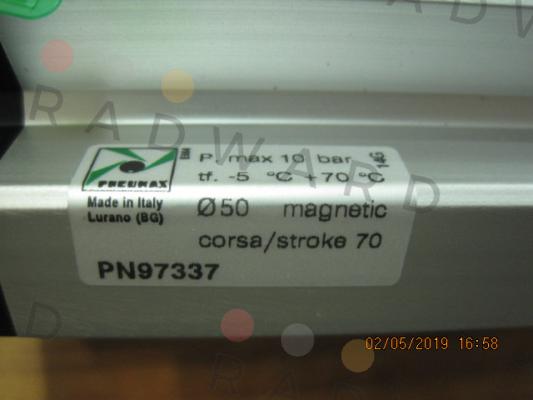 RADWARD
PNEUMAX
Made in Italy
Lurano (BG)
P. max 10 bar
tf. -5 °C +70 °C
Ø50 magnetic
corsa/stroke 70
PN97337
02/05/2019 16:58
RADWARD